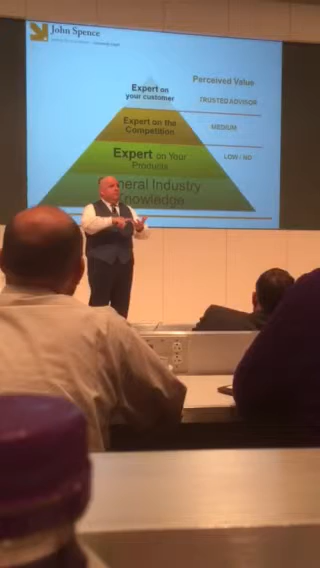 John Spence
Perceived Value
Expert on
your customer
TRUSTED ADVISOR
Expert on the
Competition
MEDIUM
Expert on Your
Products
LOW / NO
neral Industry
nowledge